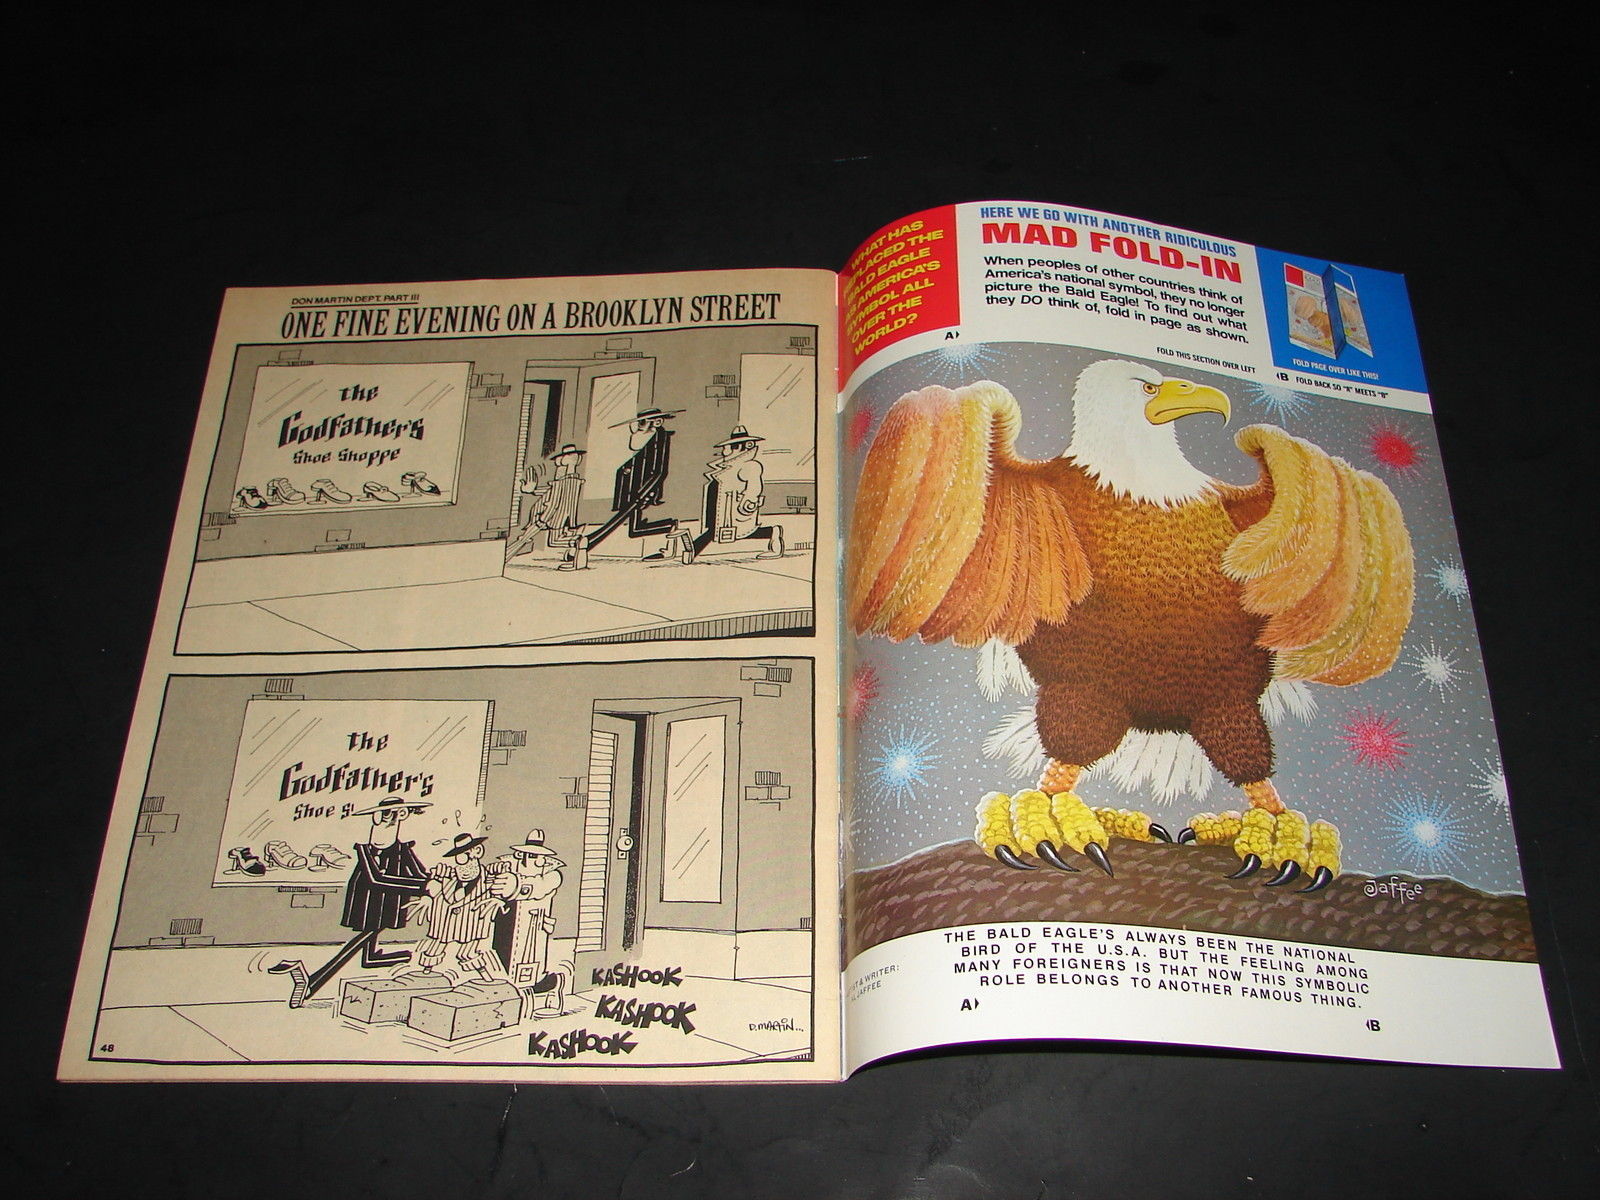 DON MARTIN DEPT. PART III
ONE FINE EVENING ON A BROOKLYN STREET
the
Godfather's
Shoe Shoppe
the
Godfather's
Shoe S
KASHOOK
KASHOOK
KASHOOK
D. MARTIN...
48
WHAT HAS
PLACED THE
BALD EAGLE
AS AMERICA'S
SYMBOL ALL
OVER THE
WORLD?
A
HERE WE GO WITH ANOTHER RIDICULOUS
MAD FOLD-IN
When peoples of other countries think of
America's national symbol, they no longer
picture the Bald Eagle! To find out what
they DO think of, fold in page as shown.
FOLD THIS SECTION OVER LEFT
B FOLD BACK SO "A" MEETS "B"
FOLD PAGE OVER LIKE THIS!
Jaffee
THE BALD EAGLE'S ALWAYS BEEN THE NATIONAL
BIRD OF THE U.S.A. BUT THE FEELING AMONG
MANY FOREIGNERS IS THAT NOW THIS SYMBOLIC
ROLE BELONGS TO ANOTHER FAMOUS THING.
A
B
IST & WRITER:
JAFFEE